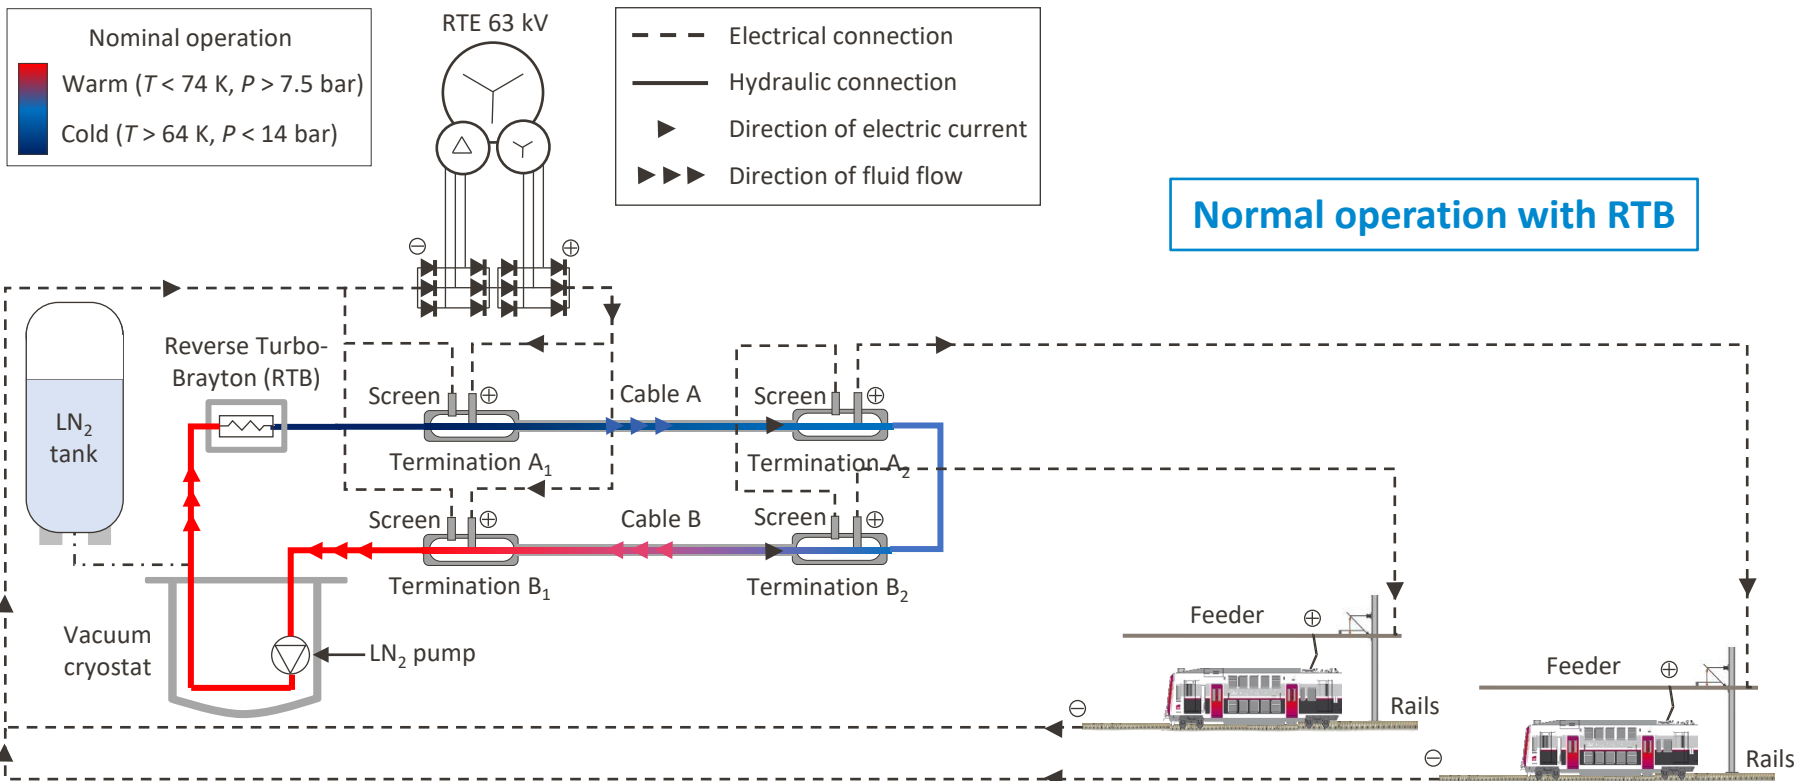 Nominal operation
Warm (T < 74 K, P > 7.5 bar)
Cold (T > 64 K, P < 14 bar)
RTE 63 kV
Electrical connection
Hydraulic connection
Direction of electric current
Direction of fluid flow
Normal operation with RTB
Reverse Turbo-
Brayton (RTB)
LN2
tank
Screen
Cable A
Screen
Termination A1
Termination A2
Screen
Cable B
Screen
Termination B1
Termination B2
Vacuum
cryostat
LN2 pump
Feeder
Rails
Feeder
Rails